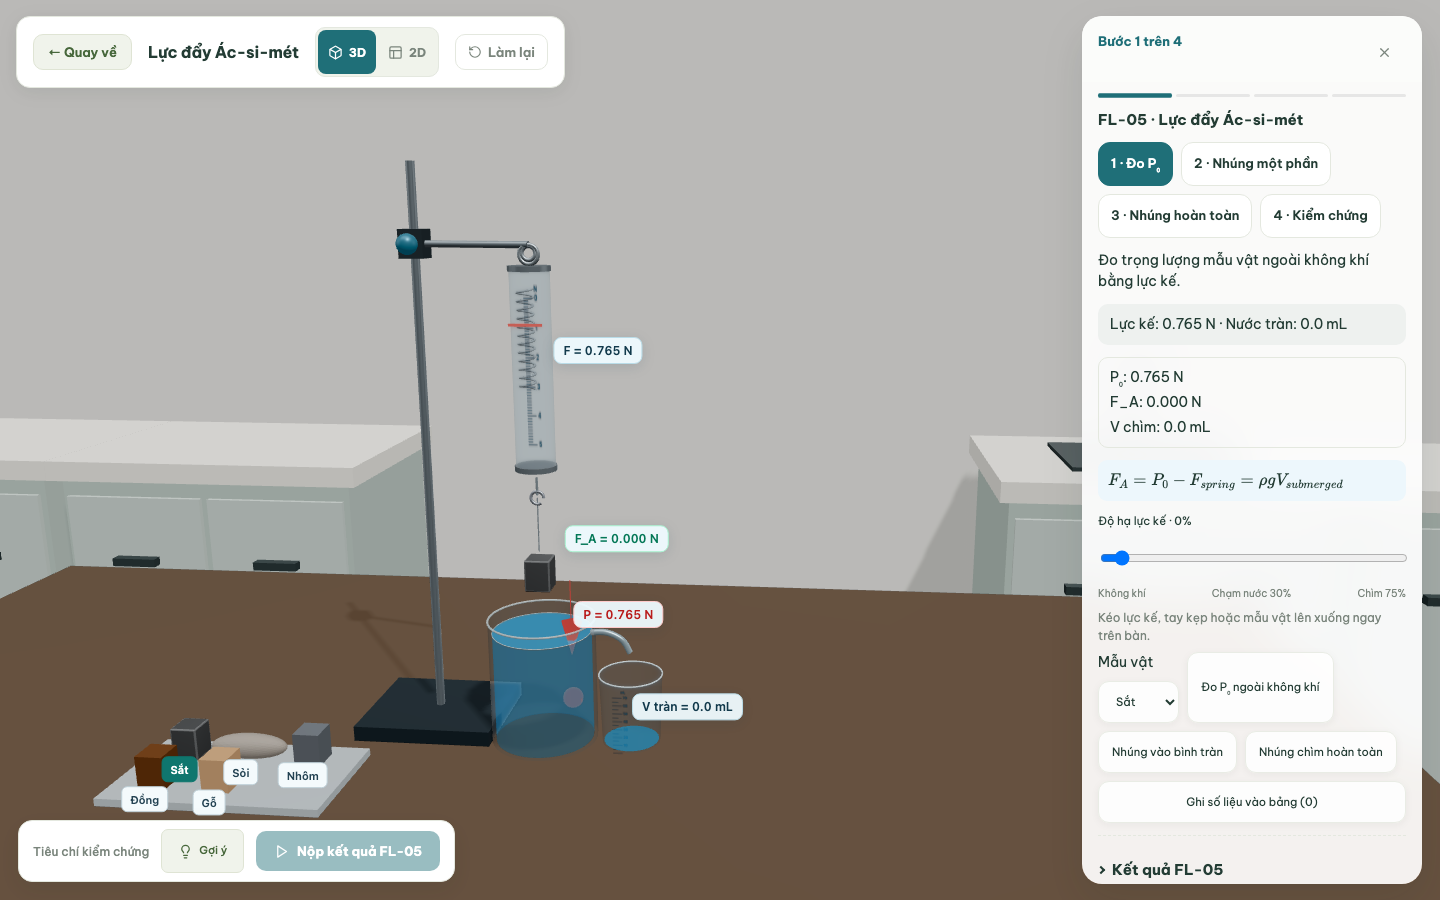 ← Quay về
Lực đẩy Ác-si-mét
3D
2D
Làm lại
F = 0.765 N
F_A = 0.000 N
P = 0.765 N
V tràn = 0.0 mL
Sắt
Sỏi
Nhôm
Đồng
Gỗ
Tiêu chí kiểm chứng
Gợi ý
Nộp kết quả FL-05
Bước 1 trên 4
FL-05 · Lực đẩy Ác-si-mét
1 · Đo P₀
2 · Nhúng một phần
3 · Nhúng hoàn toàn
4 · Kiểm chứng
Đo trọng lượng mẫu vật ngoài không khí
bằng lực kế.
Lực kế: 0.765 N · Nước tràn: 0.0 mL
P₀: 0.765 N
F_A: 0.000 N
V chìm: 0.0 mL
F_A = P_0 − F_{spring} = ρgV_{submerged}
Độ hạ lực kế · 0%
Không khí
Chạm nước 30%
Chìm 75%
Kéo lực kế, tay kẹp hoặc mẫu vật lên xuống ngay
trên bàn.
Mẫu vật
Sắt
Đo P₀ ngoài không khí
Nhúng vào bình tràn
Nhúng chìm hoàn toàn
Ghi số liệu vào bảng (0)
› Kết quả FL-05